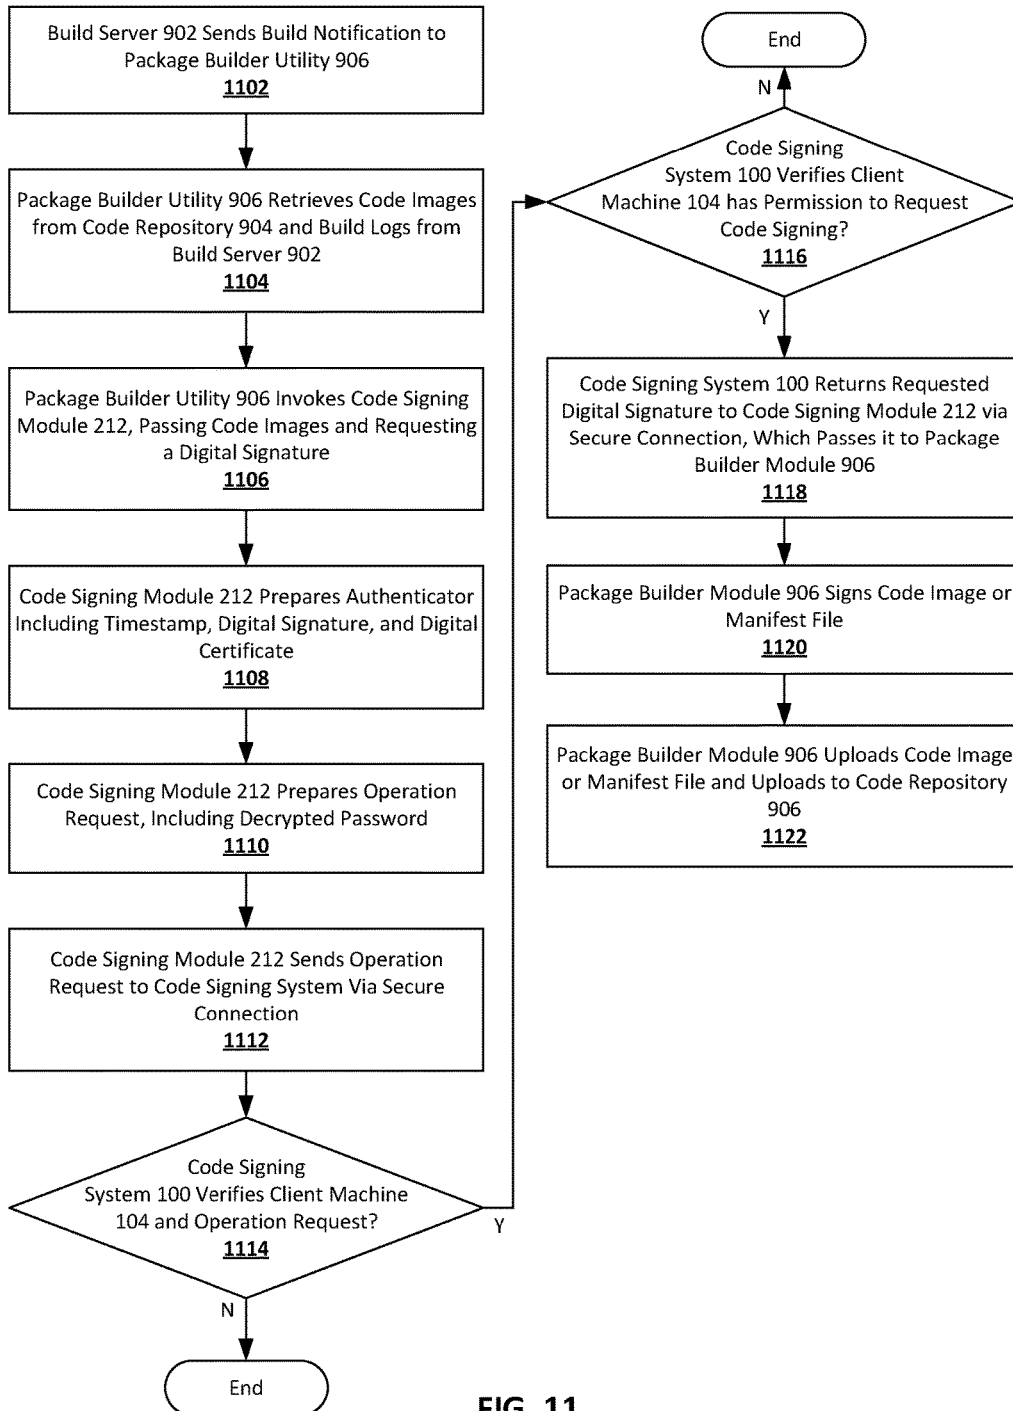 Build Server 902 Sends Build Notification to
Package Builder Utility 906
1102
Package Builder Utility 906 Retrieves Code Images
from Code Repository 904 and Build Logs from
Build Server 902
1104
Package Builder Utility 906 Invokes Code Signing
Module 212, Passing Code Images and Requesting
a Digital Signature
1106
Code Signing Module 212 Prepares Authenticator
Including Timestamp, Digital Signature, and Digital
Certificate
1108
Code Signing Module 212 Prepares Operation
Request, Including Decrypted Password
1110
Code Signing Module 212 Sends Operation
Request to Code Signing System Via Secure
Connection
1112
Code Signing
System 100 Verifies Client Machine
104 and Operation Request?
1114
Y
N
End
End
N
Code Signing
System 100 Verifies Client
Machine 104 has Permission to Request
Code Signing?
1116
Y
Code Signing System 100 Returns Requested
Digital Signature to Code Signing Module 212 via
Secure Connection, Which Passes it to Package
Builder Module 906
1118
Package Builder Module 906 Signs Code Image or
Manifest File
1120
Package Builder Module 906 Uploads Code Image
or Manifest File and Uploads to Code Repository
906
1122
FIG. 11